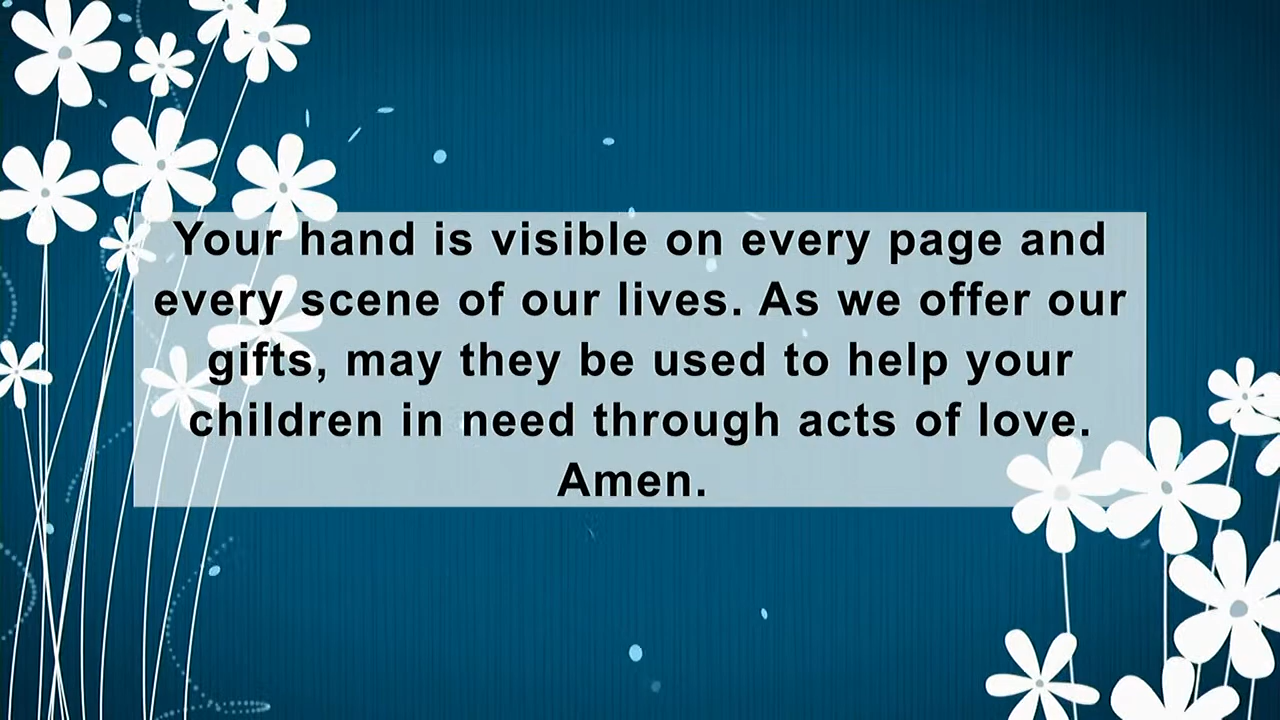 Your hand is visible on every page and
every scene of our lives. As we offer our
gifts, may they be used to help your
children in need through acts of love.
Amen.